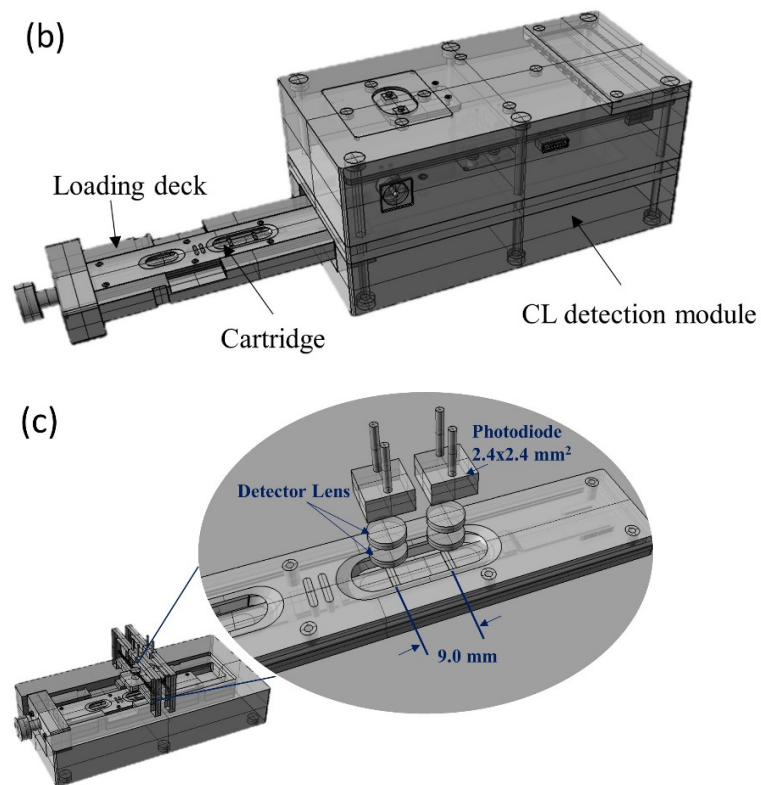 (b)
Loading deck
Cartridge
CL detection module
(c)
Photodiode
2.4x2.4 mm²
Detector Lens
9.0 mm